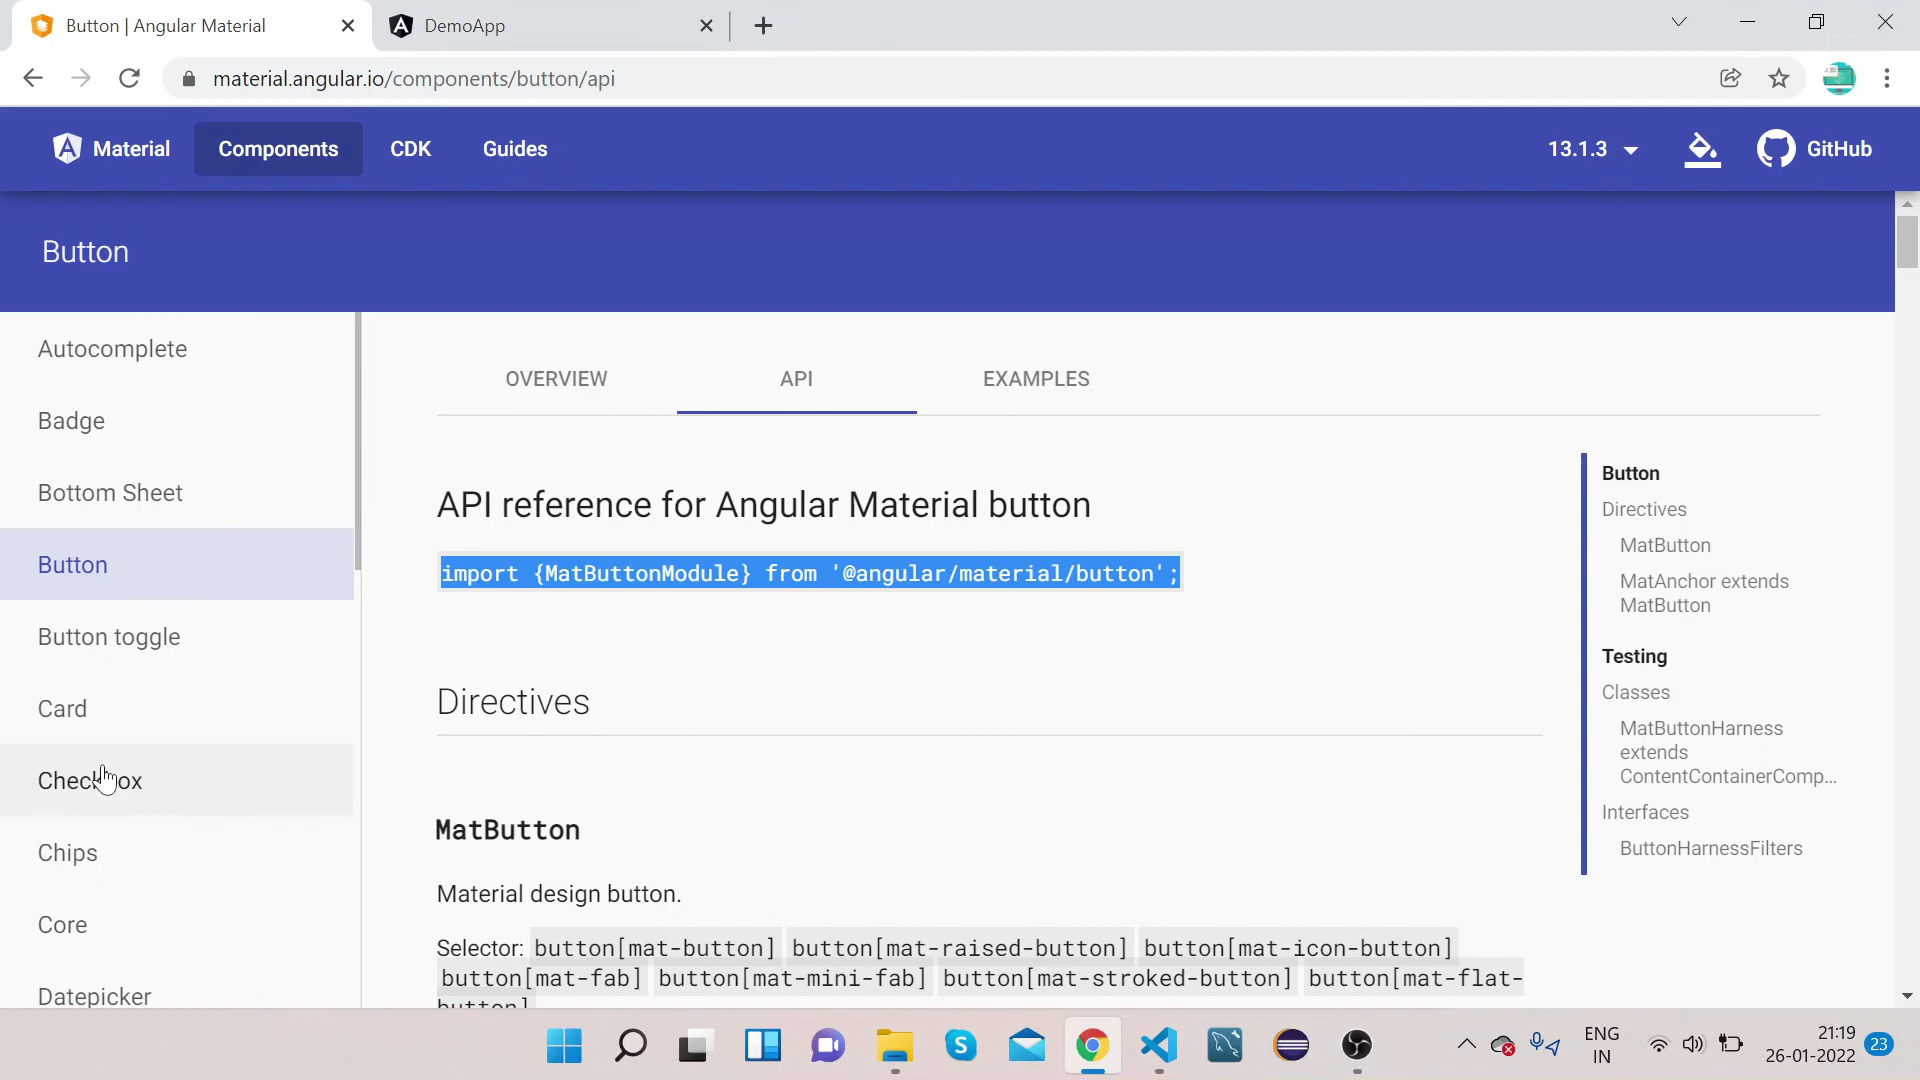 Button | Angular Material
DemoApp
material.angular.io/components/button/api
Material
Components
CDK
Guides
13.1.3
GitHub
Button
Autocomplete
Badge
Bottom Sheet
Button
Button toggle
Card
Checkbox
Chips
Core
Datepicker
OVERVIEW
API
EXAMPLES
API reference for Angular Material button
import {MatButtonModule} from '@angular/material/button';
Directives
MatButton
Material design button.
Selector: button[mat-button] button[mat-raised-button] button[mat-icon-button]
button[mat-fab] button[mat-mini-fab] button[mat-stroked-button] button[mat-flat-
button]
Button
Directives
MatButton
MatAnchor extends
MatButton
Testing
Classes
MatButtonHarness
extends
ContentContainerComp...
Interfaces
ButtonHarnessFilters
ENG
IN
21:19
26-01-2022
23